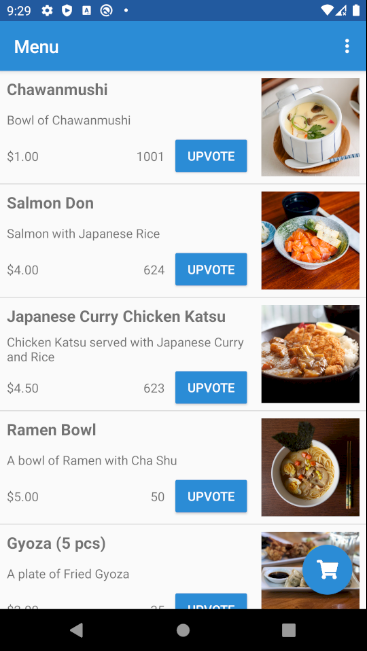 9:29
Menu
Chawanmushi
Bowl of Chawanmushi
$1.00 1001 UPVOTE
Salmon Don
Salmon with Japanese Rice
$4.00 624 UPVOTE
Japanese Curry Chicken Katsu
Chicken Katsu served with Japanese Curry
and Rice
$4.50 623 UPVOTE
Ramen Bowl
A bowl of Ramen with Cha Shu
$5.00 50 UPVOTE
Gyoza (5 pcs)
A plate of Fried Gyoza
UPVOTE